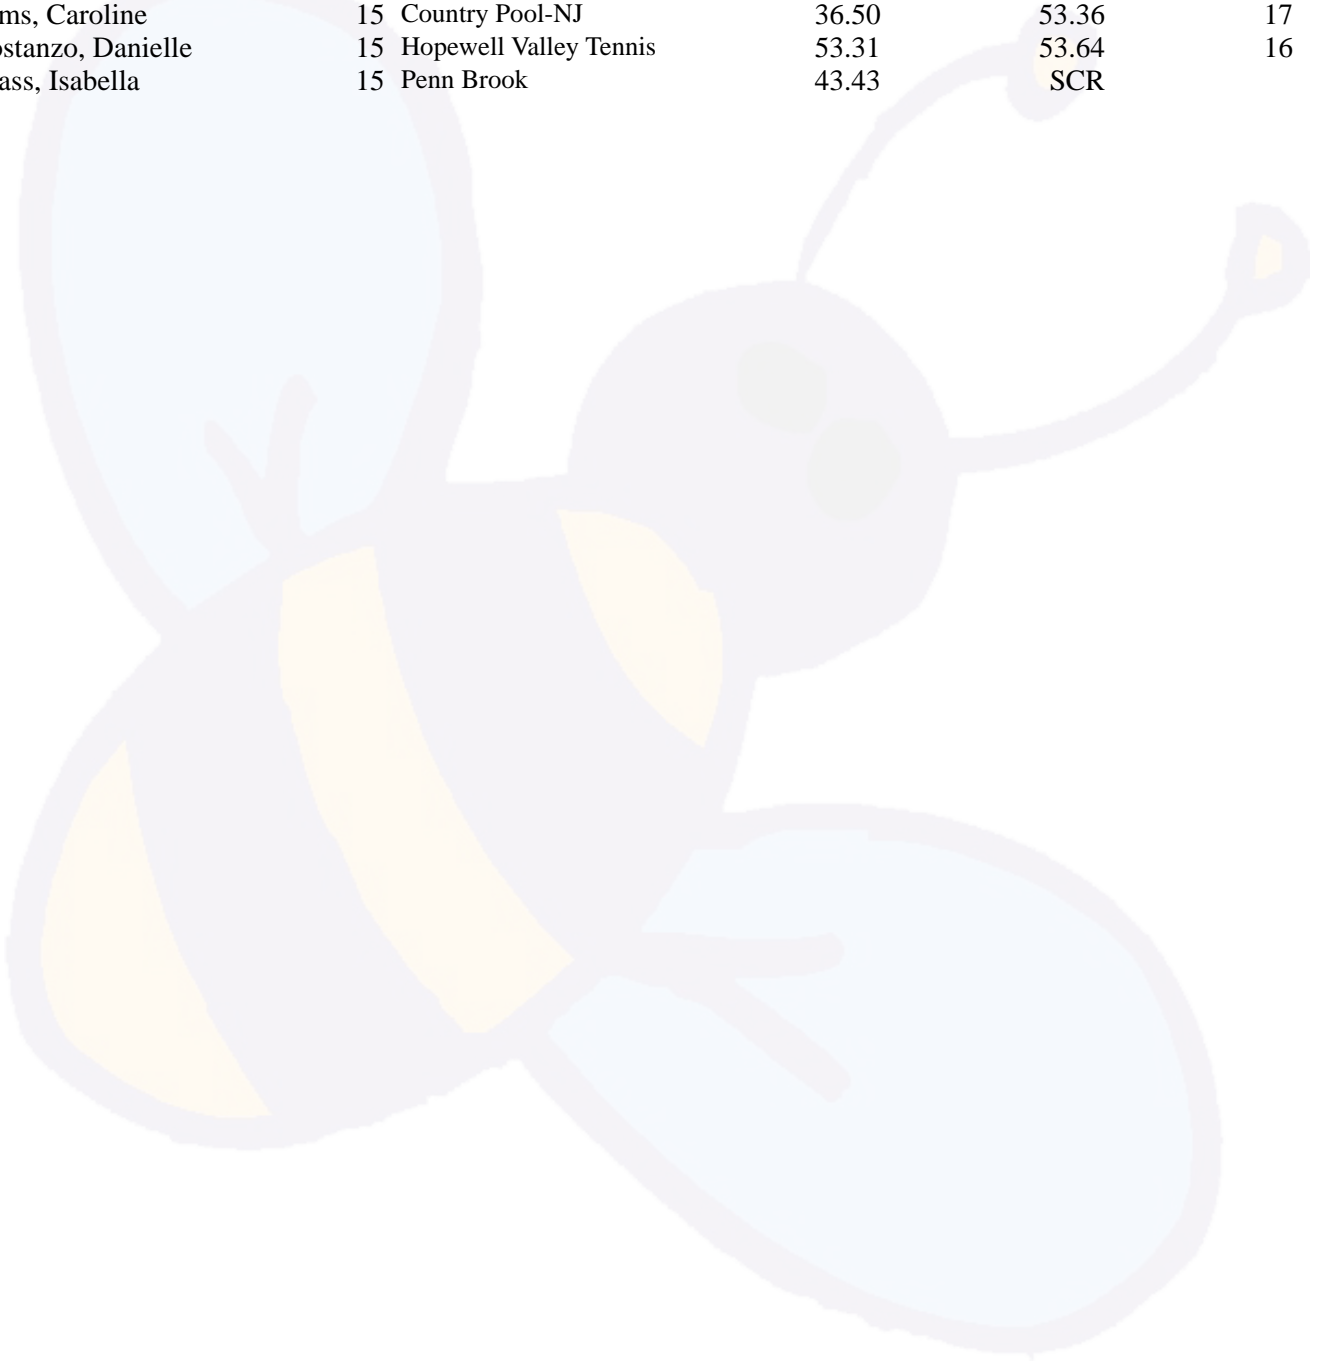 ms, Caroline 15 Country Pool-NJ 36.50 53.36 17
ostanzo, Danielle 15 Hopewell Valley Tennis 53.31 53.64 16
ass, Isabella 15 Penn Brook 43.43 SCR